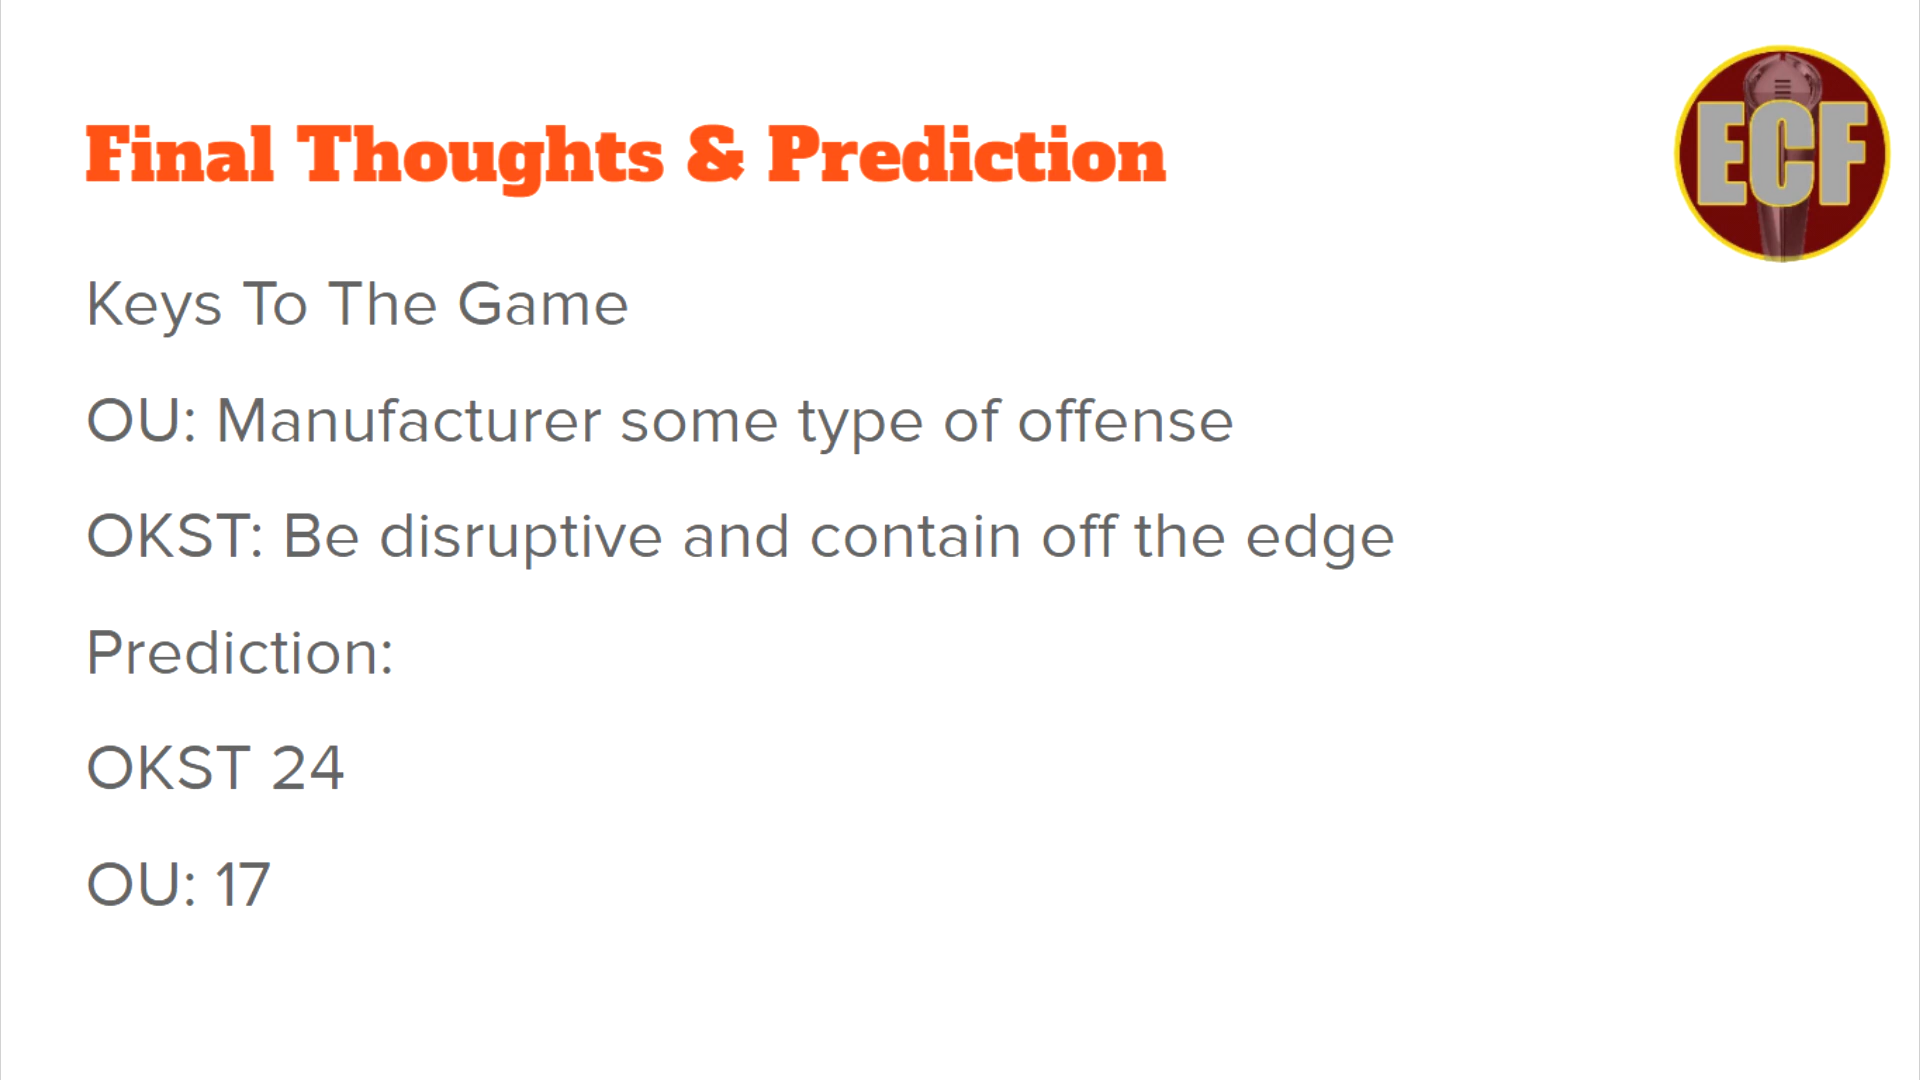 Final Thoughts & Prediction
ECF
Keys To The Game
OU: Manufacturer some type of offense
OKST: Be disruptive and contain off the edge
Prediction:
OKST 24
OU: 17